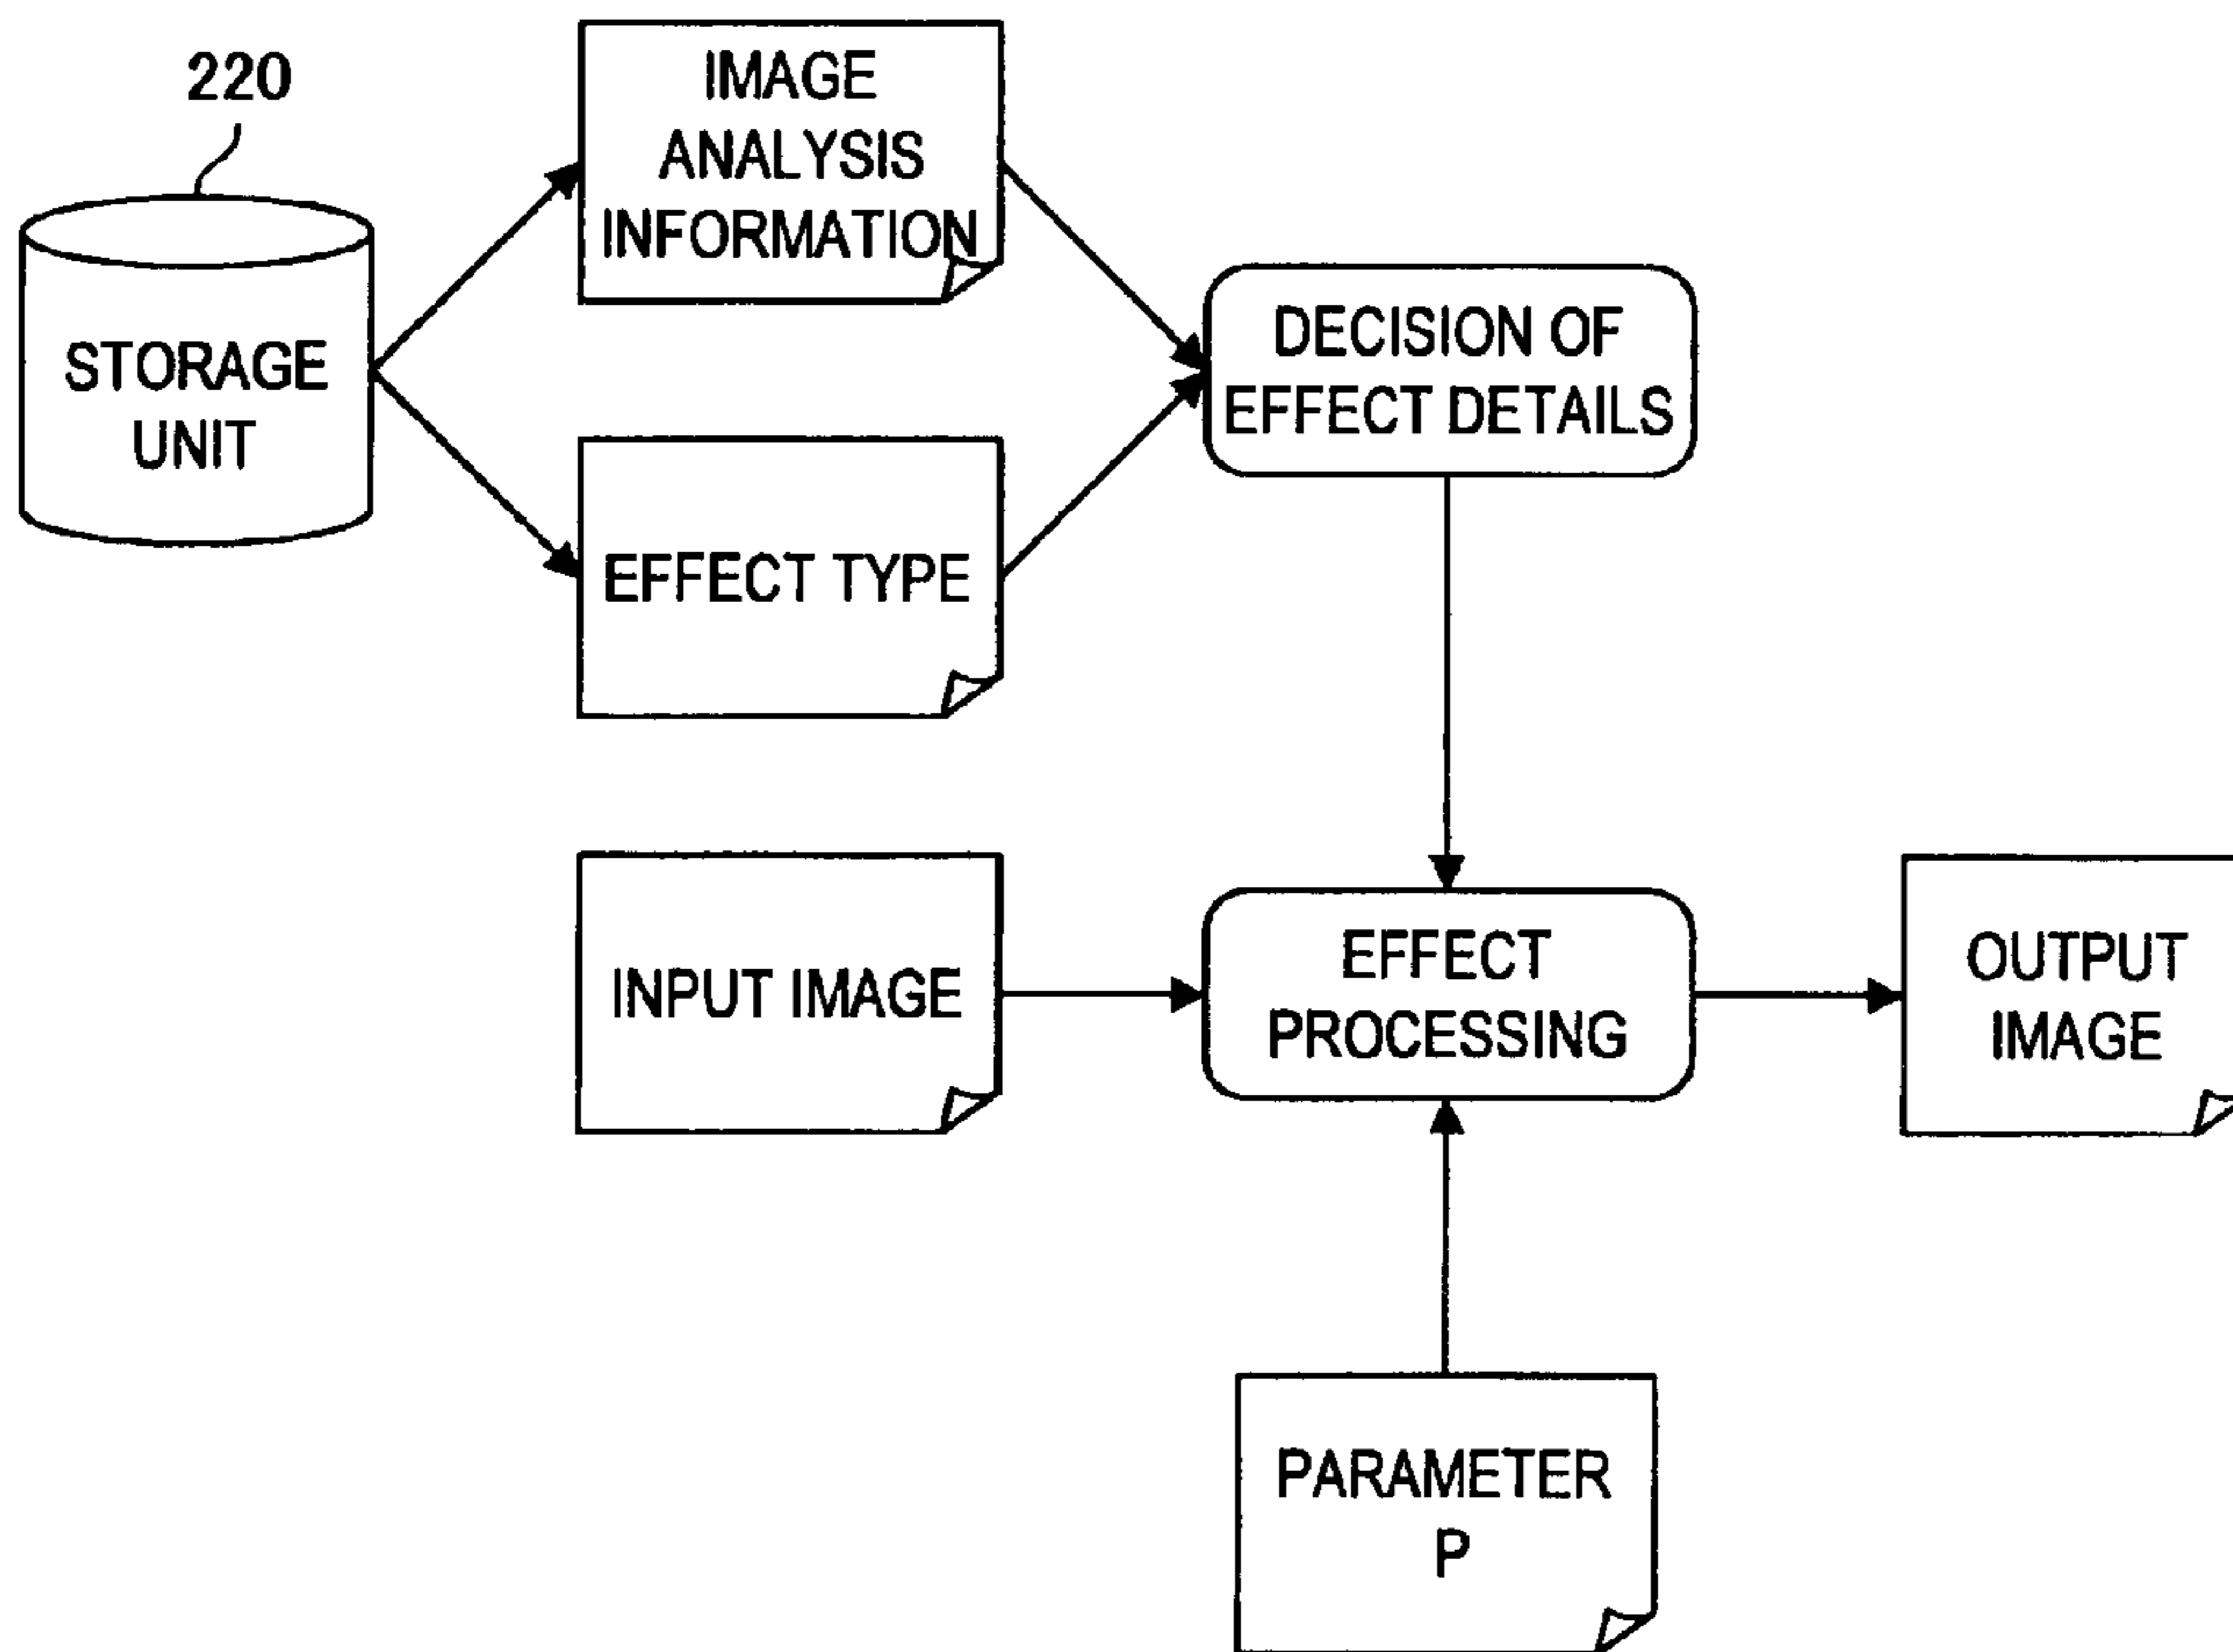 220
STORAGE
UNIT
IMAGE
ANALYSIS
INFORMATION
EFFECT TYPE
DECISION OF
EFFECT DETAILS
INPUT IMAGE
EFFECT
PROCESSING
OUTPUT
IMAGE
PARAMETER
P